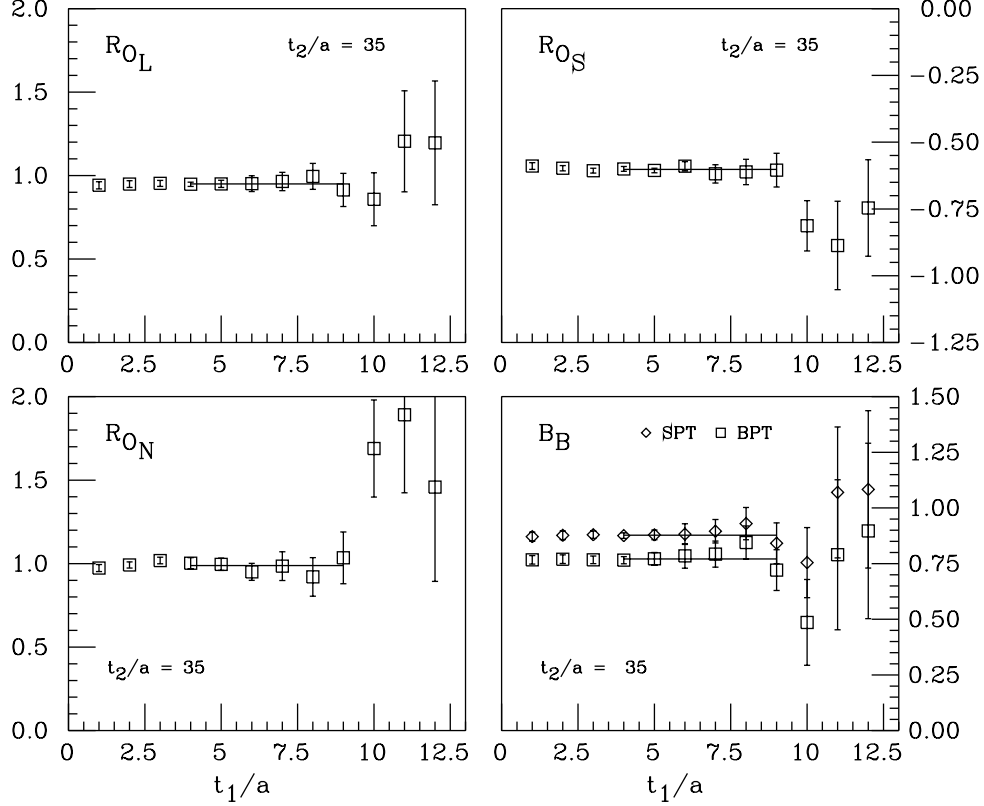 2.0
1.5
1.0
0.5
0.0
R_{O_L}
t_2/a = 35
0 2.5 5 7.5 10 12.5
R_{O_S}
t_2/a = 35
0.00
−0.25
−0.50
−0.75
−1.00
−1.25
0 2.5 5 7.5 10 12.5
2.0
1.5
1.0
0.5
0.0
R_{O_N}
t_2/a = 35
0 2.5 5 7.5 10 12.5
t_1/a
B_B
SPT BPT
t_2/a = 35
1.50
1.25
1.00
0.75
0.50
0.25
0.00
0 2.5 5 7.5 10 12.5
t_1/a